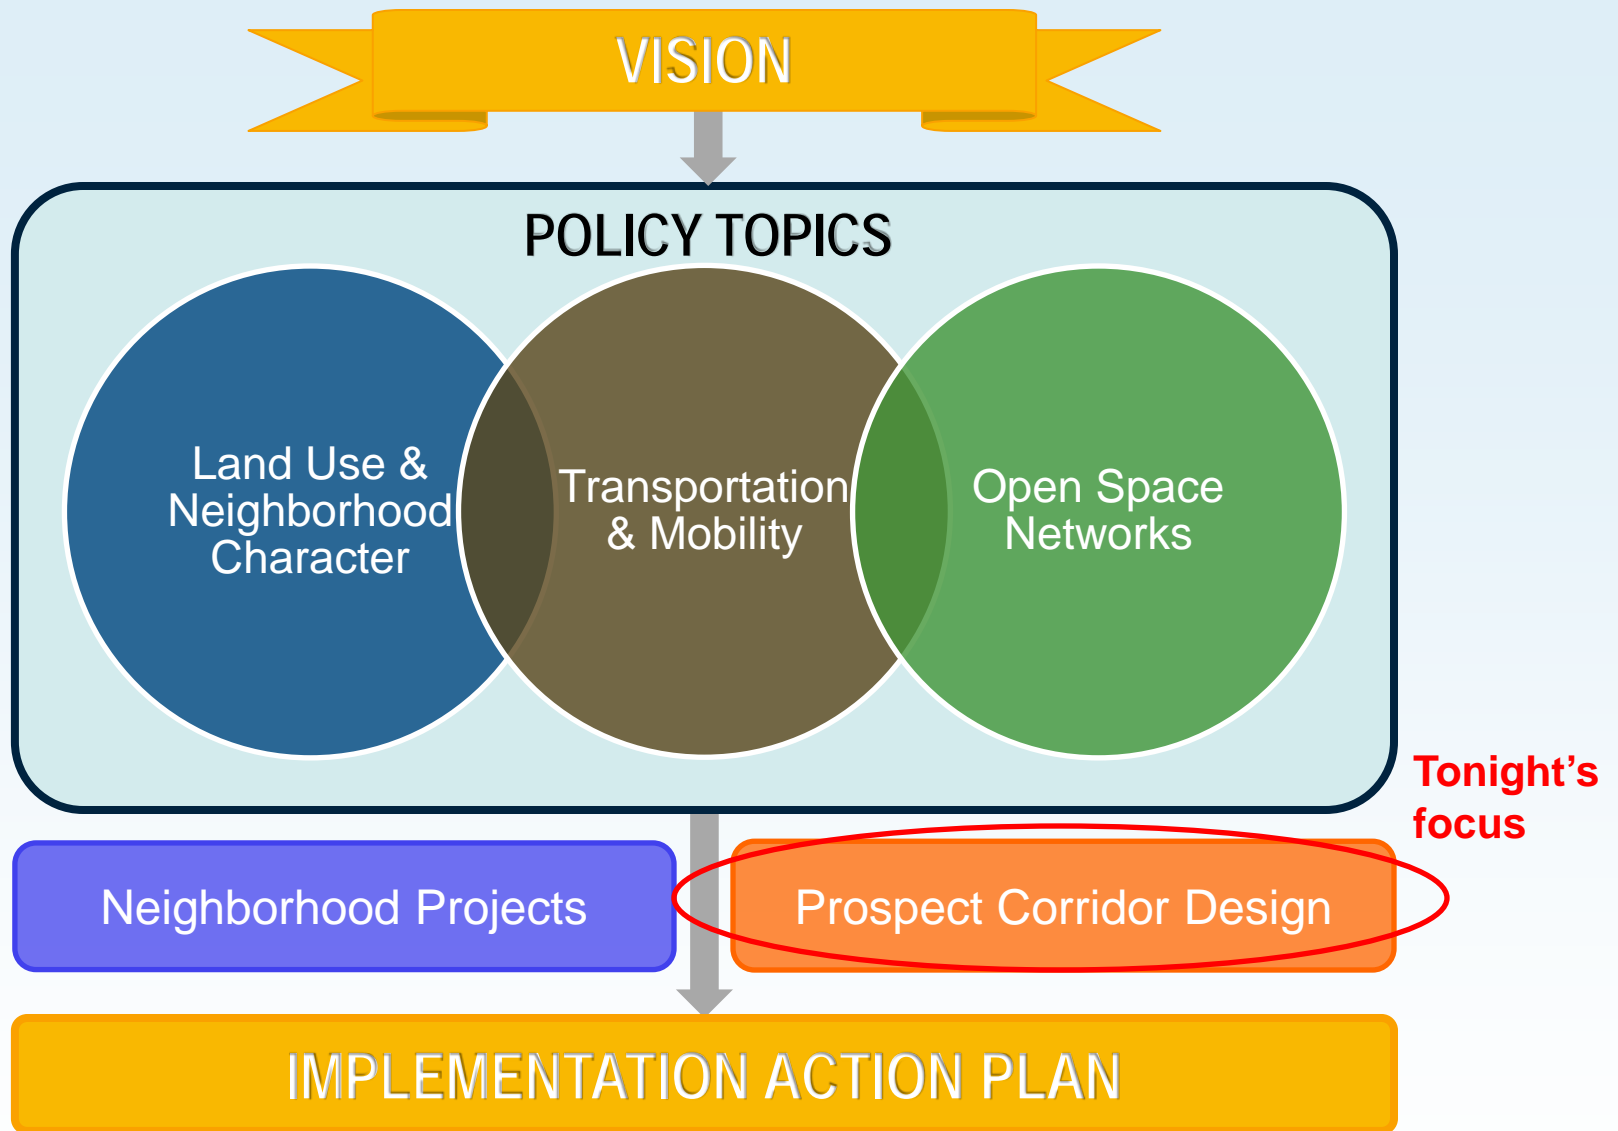 VISION
POLICY TOPICS
Land Use &
Neighborhood
Character
Transportation
& Mobility
Open Space
Networks
Tonight’s
focus
Neighborhood Projects
Prospect Corridor Design
IMPLEMENTATION ACTION PLAN